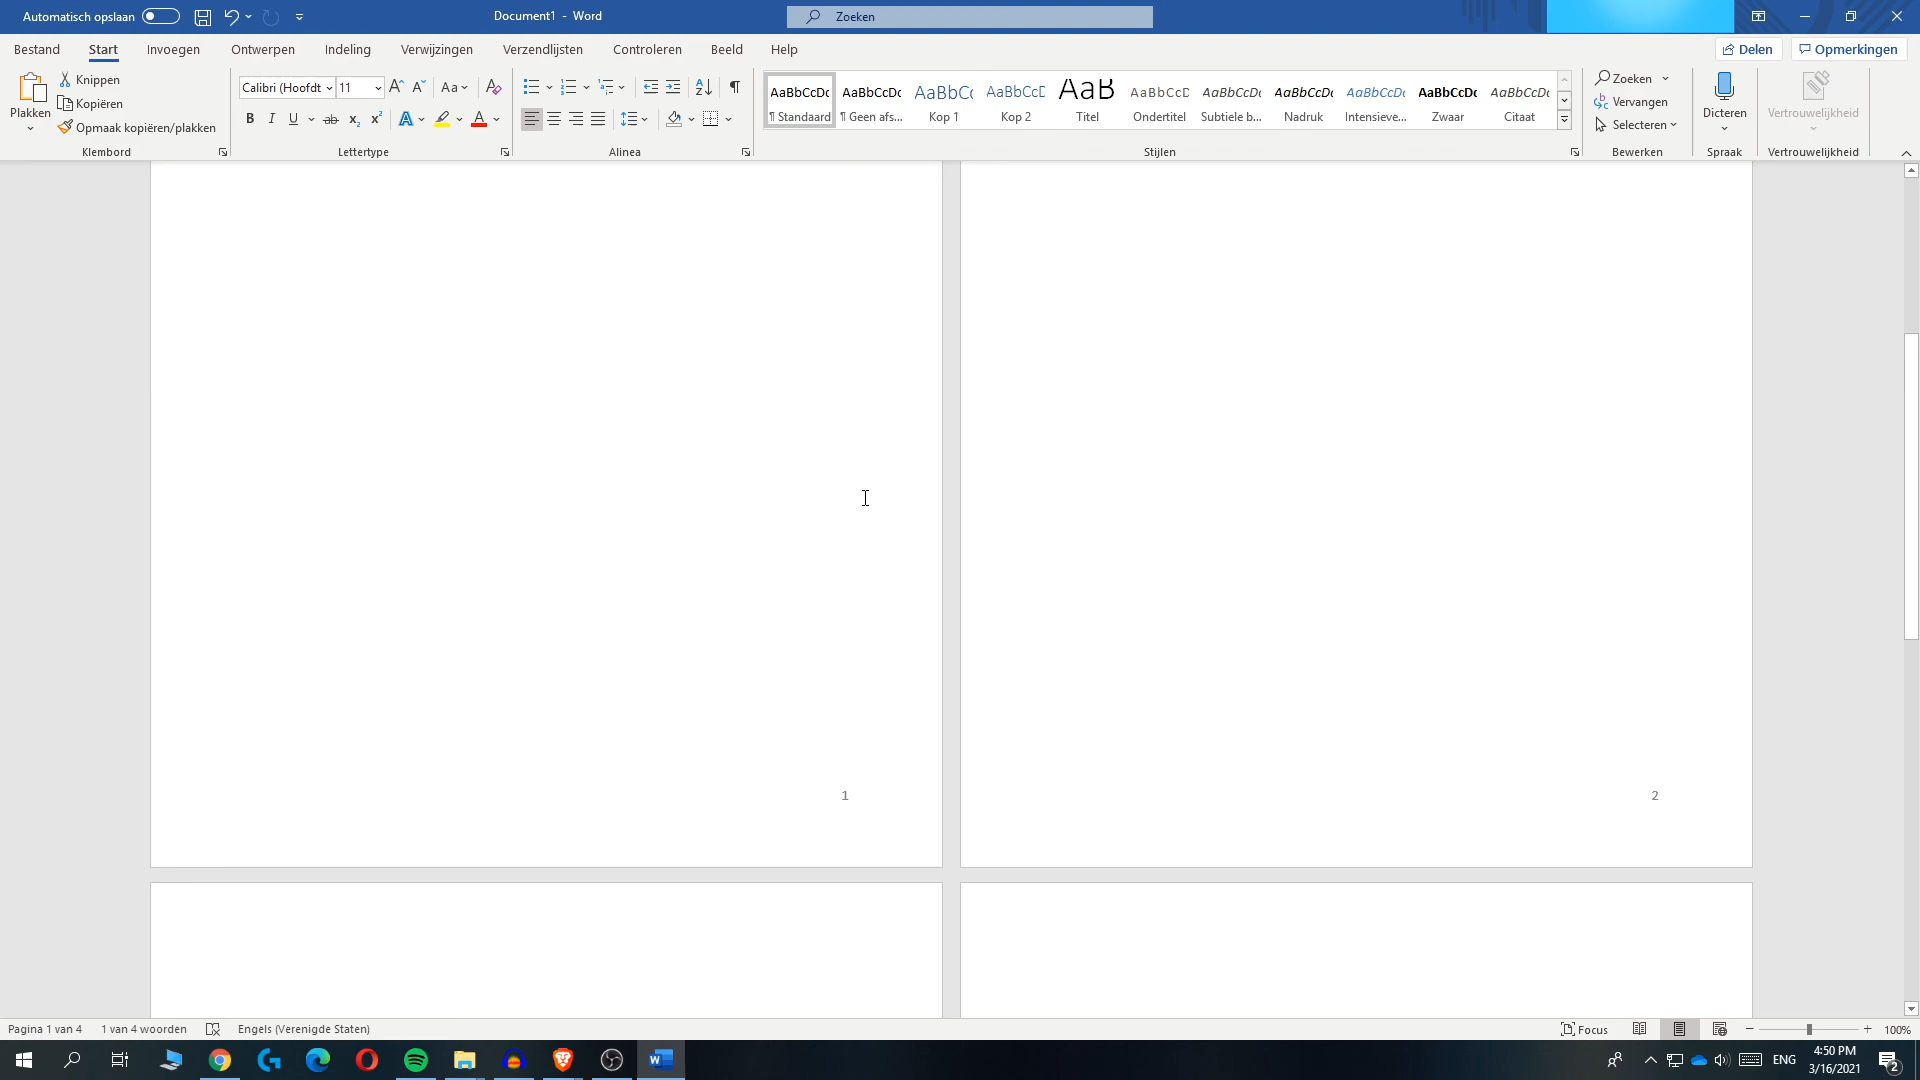 Automatisch opslaan
Document1 - Word
Zoeken
Bestand Start Invoegen Ontwerpen Indeling Verwijzingen Verzendlijsten Controleren Beeld Help Delen Opmerkingen
Plakken
Knippen
Kopiëren
Opmaak kopiëren/plakken
Klembord
Calibri (Hoofdt 11
Lettertype
Alinea
AaBbCcDc AaBbCcDc AaBbCc AaBbCcD AaB AaBbCcD AaBbCcDc AaBbCcDc AaBbCcDc AaBbCcDc AaBbCcDc
¶ Standaard ¶ Geen afs... Kop 1 Kop 2 Titel Ondertitel Subtiele b... Nadruk Intensieve... Zwaar Citaat
Stijlen
Zoeken
Vervangen
Selecteren
Bewerken
Dicteren
Spraak
Vertrouwelijkheid
Vertrouwelijkheid
1
2
Pagina 1 van 4 1 van 4 woorden Engels (Verenigde Staten) Focus 100%
ENG
4:50 PM
3/16/2021
2